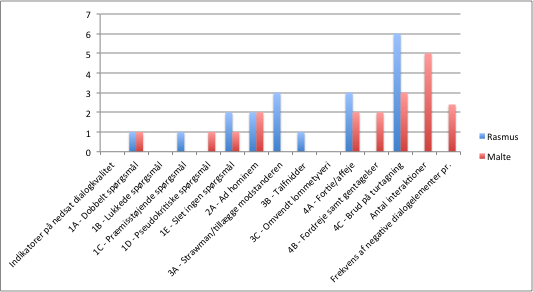 7
6
5
4
3
2
1
0
Indikatorer på nedsat dialogkvalitet
1A - Dobbelt spørgsmål
1B - Lukkede spørgsmål
1C - Præmisstøjende spørgsmål
1D - Pseudokritiske spørgsmål
1E - Slet ingen spørgsmål
2A - Ad hominem
3A - Strawman/tillægge modstanderen
3B - Talfnidder
3C - Omvendt lommetyveri
4A - Fortie/affeje
4B - Fordreje samt gentagelser
4C - Brud på turtagning
Antal interaktioner
Frekvens af negative dialogelementer pr.
Rasmus
Malte